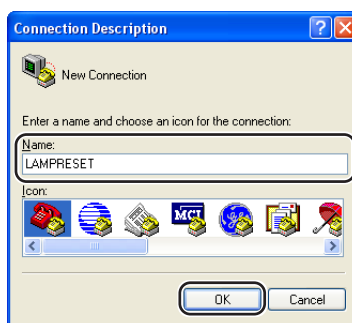 Connection Description
New Connection
Enter a name and choose an icon for the connection:
Name:
LAMPRESET
Icon:
MCI
OK
Cancel